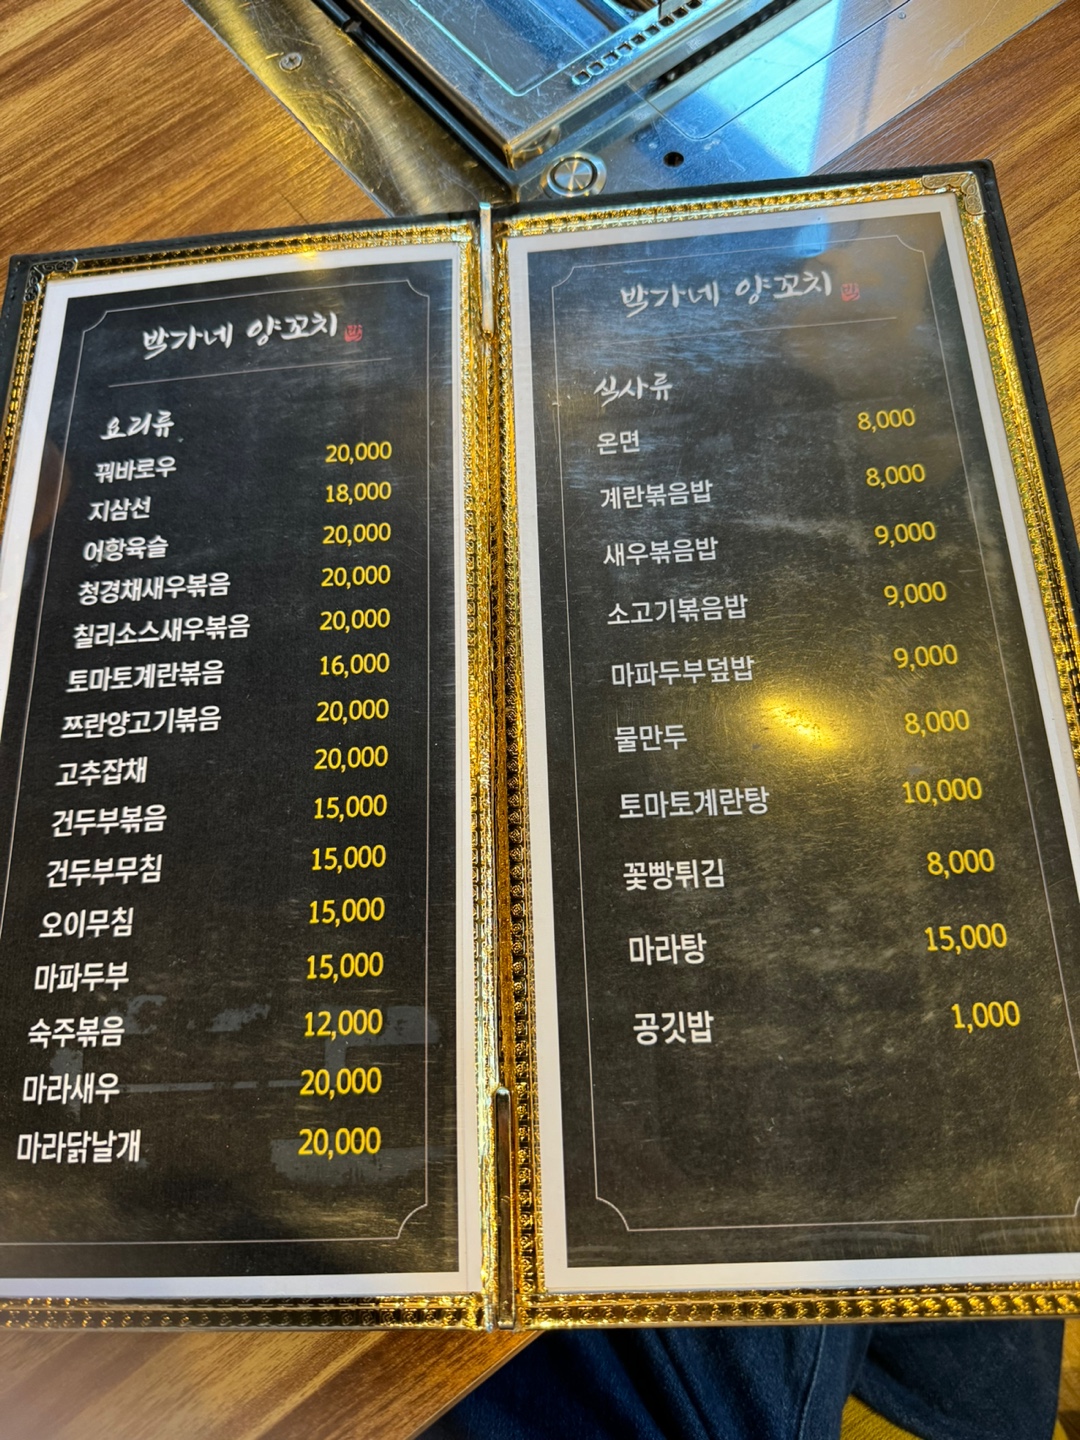 박가네 양꼬치
요리류
꿔바로우 20,000
지삼선 18,000
어향육슬 20,000
청경채새우볶음 20,000
칠리소스새우볶음 20,000
토마토계란볶음 16,000
쯔란양고기볶음 20,000
고추잡채 20,000
건두부볶음 15,000
건두부무침 15,000
오이무침 15,000
마파두부 15,000
숙주볶음 12,000
마라새우 20,000
마라닭날개 20,000
박가네 양꼬치
식사류
온면 8,000
계란볶음밥 8,000
새우볶음밥 9,000
소고기볶음밥 9,000
마파두부덮밥 9,000
물만두 8,000
토마토계란탕 10,000
꽃빵튀김 8,000
마라탕 15,000
공깃밥 1,000